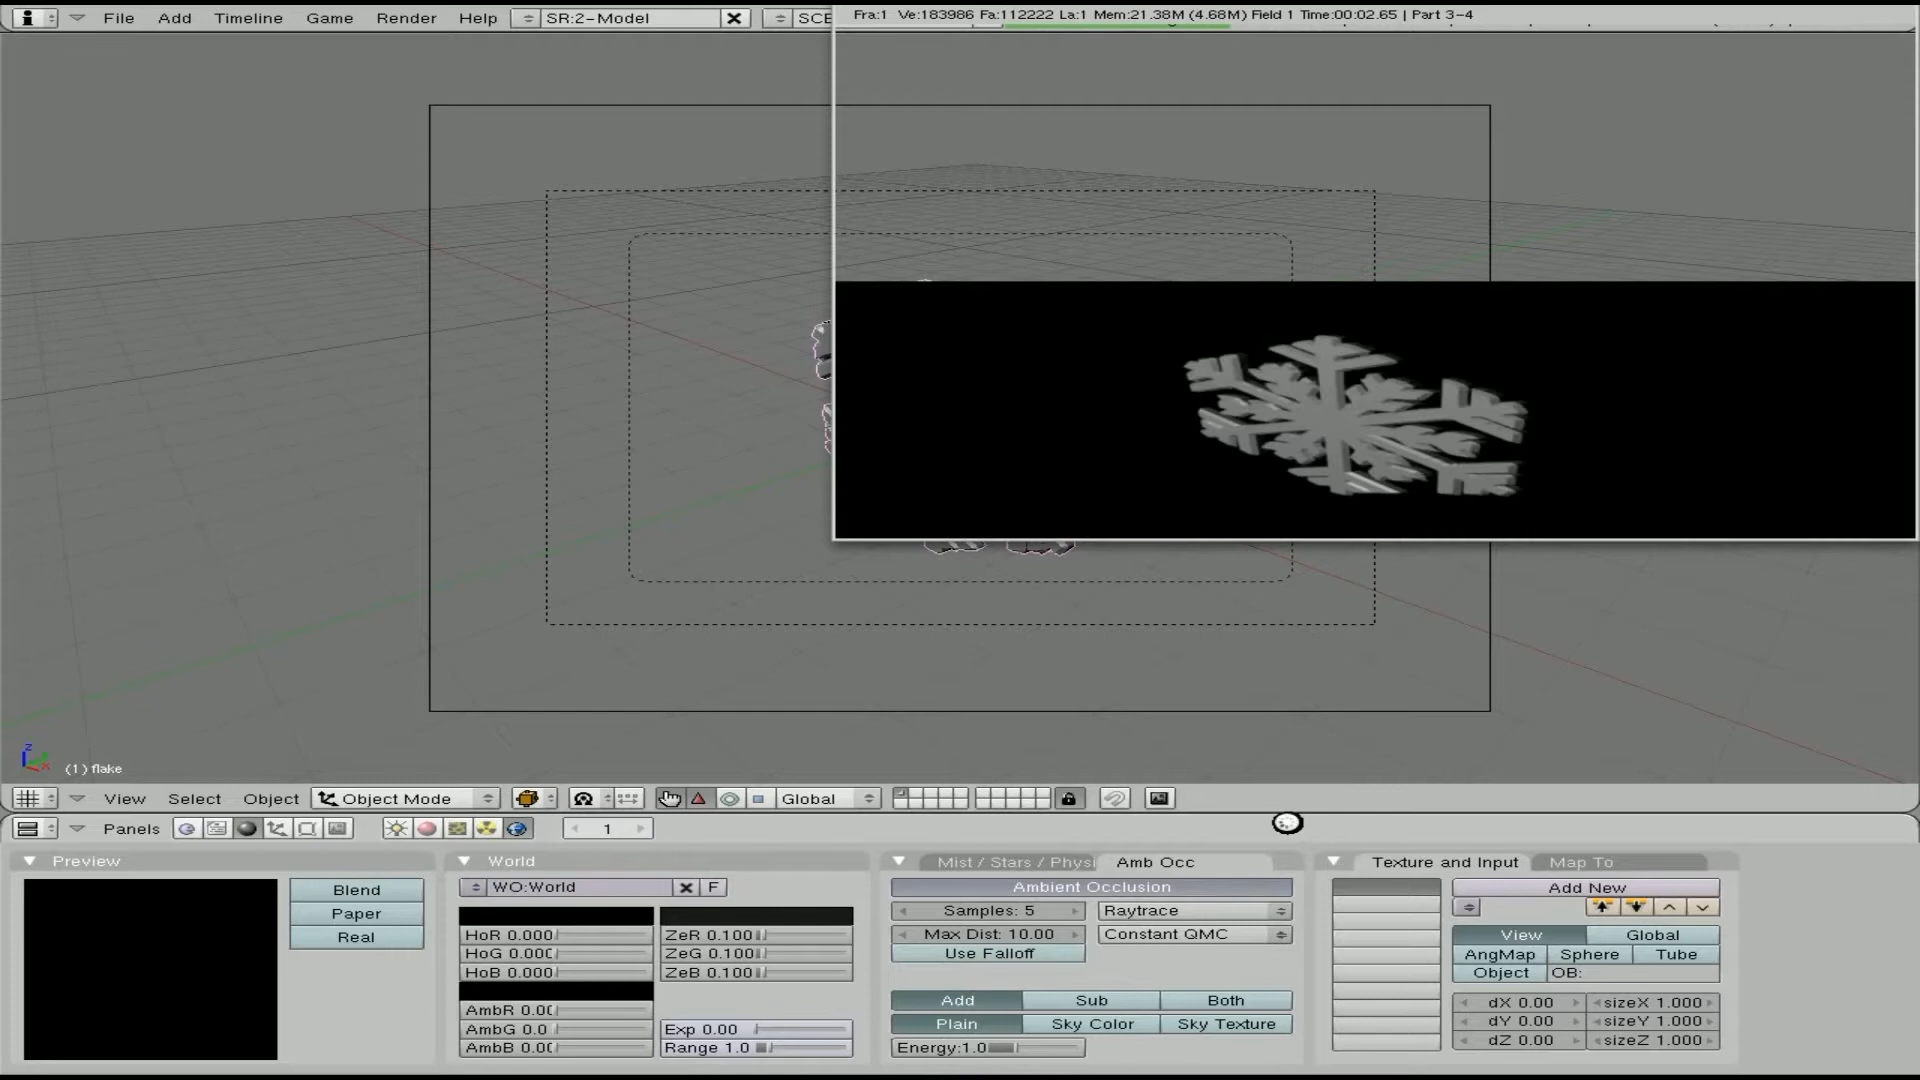 File Add Timeline Game Render Help SR:2-Model SCE
Fra:1 Ve:183986 Fa:112222 La:1 Mem:21.38M (4.68M) Field 1 Time:00:02.65 | Part 3-4
z
x
(1) flake
View Select Object Object Mode Global
Panels 1
Preview
Blend
Paper
Real
World
WO:World F
HoR 0.000
HoG 0.000
HoB 0.000
ZeR 0.100
ZeG 0.100
ZeB 0.100
AmbR 0.00
AmbG 0.0
AmbB 0.00
Exp 0.00
Range 1.0
Mist / Stars / Physi Amb Occ
Ambient Occlusion
Samples: 5 Raytrace
Max Dist: 10.00 Constant QMC
Use Falloff
Add Sub Both
Plain Sky Color Sky Texture
Energy:1.0
Texture and Input Map To
Add New
View Global
AngMap Sphere Tube
Object OB:
dX 0.00 sizeX 1.000
dY 0.00 sizeY 1.000
dZ 0.00 sizeZ 1.000